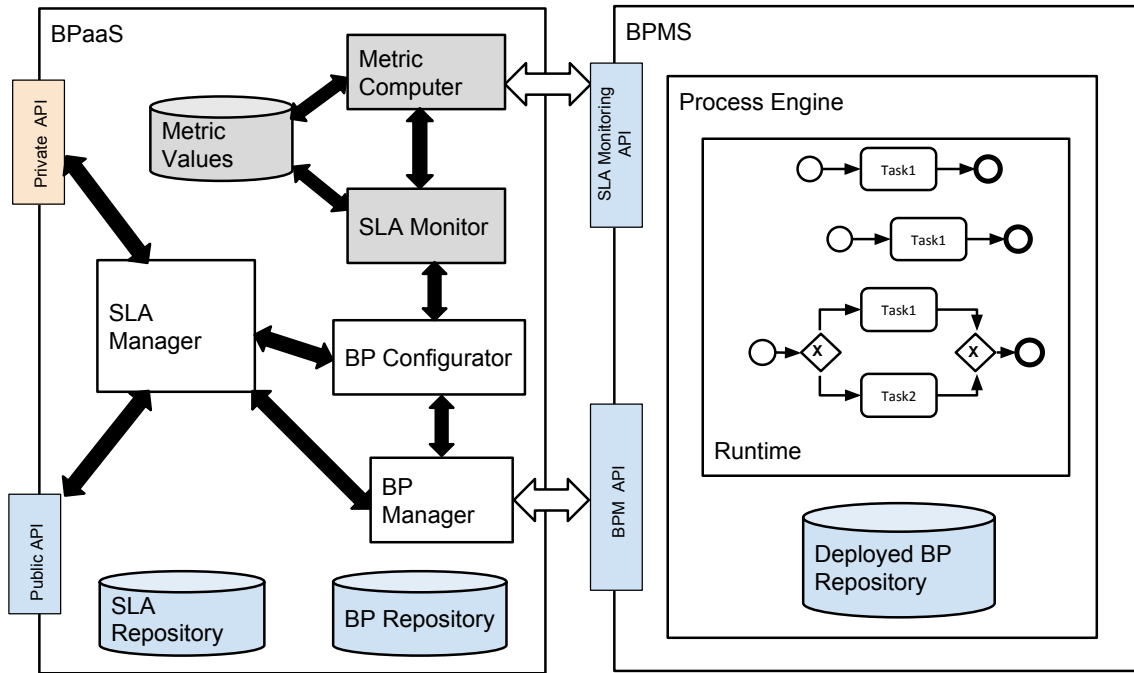 BPaaS
Private API
Metric
Computer
Metric
Values
SLA Monitor
SLA
Manager
BP Configurator
BP
Manager
Public API
SLA
Repository
BP Repository
BPMS
SLA Monitoring
API
BPM API
Process Engine
Task1
Task1
Task1
X
X
Task2
Runtime
Deployed BP
Repository